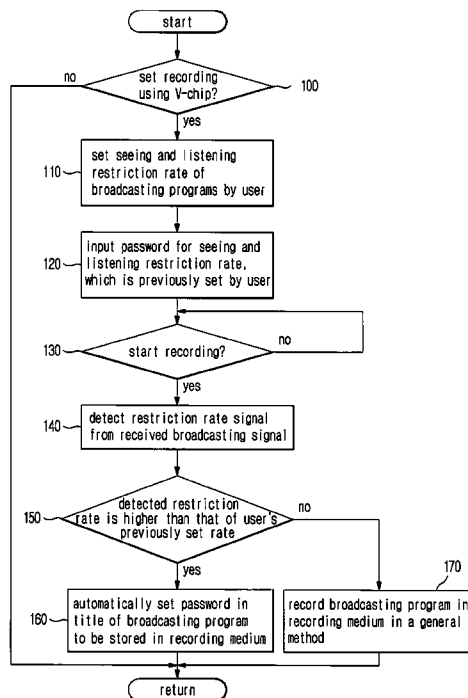 start
no
set recording
using V-chip?
100
yes
110
set seeing and listening
restriction rate of
broadcasting programs by user
120
input password for seeing and
listening restriction rate,
which is previously set by user
130
start recording?
no
yes
140
detect restriction rate signal
from received broadcasting signal
150
detected restriction
rate is higher than that of user's
previously set rate
no
yes
170
160
automatically set password in
title of broadcasting program
to be stored in recording medium
record broadcasting program in
recording medium in a general
method
return